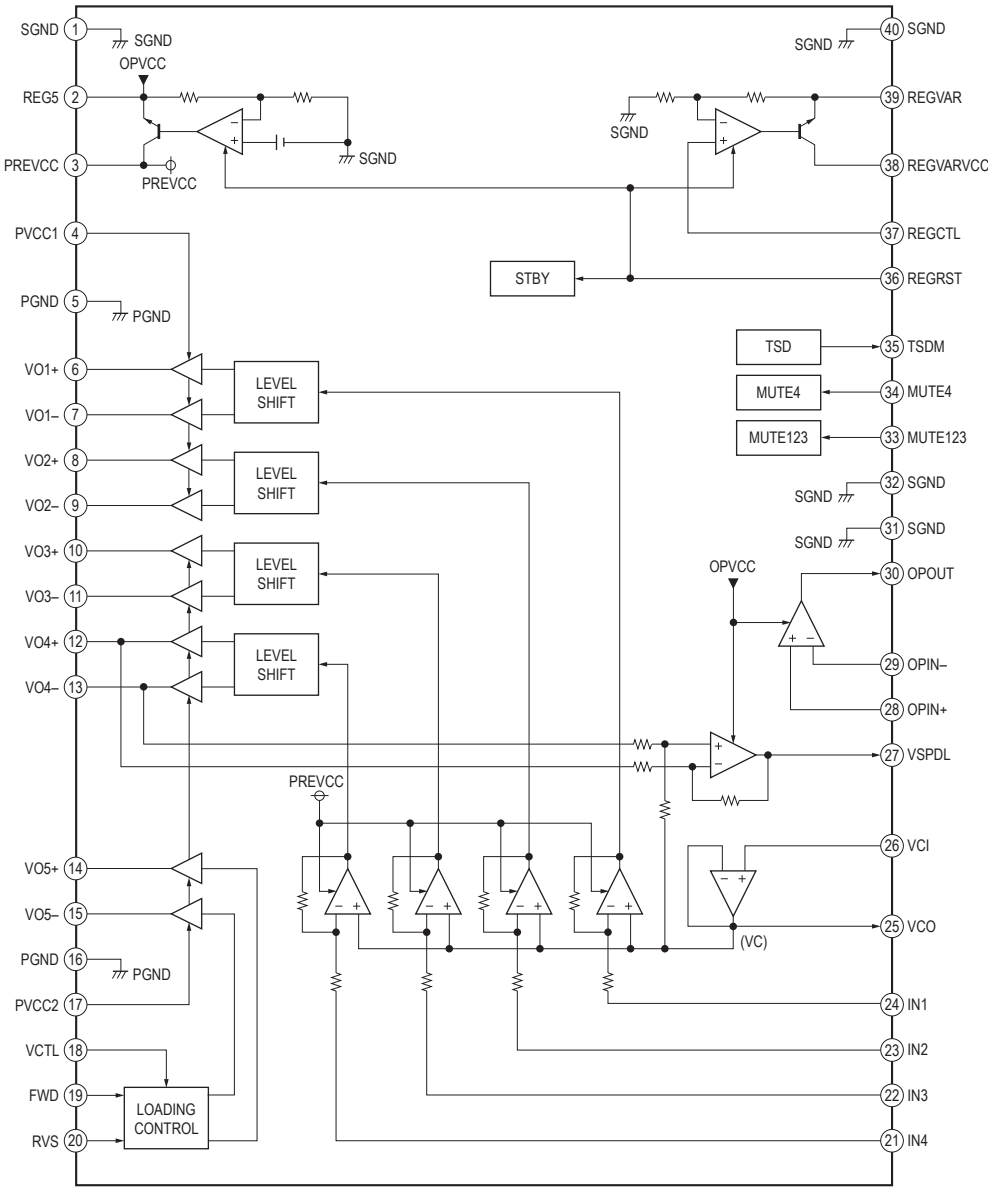 SGND 1
SGND
OPVCC
REG5 2
PREVCC 3
PREVCC
SGND
– +
PVCC1 4
PGND 5
PGND
VO1+ 6
VO1– 7
VO2+ 8
VO2– 9
VO3+ 10
VO3– 11
VO4+ 12
VO4– 13
VO5+ 14
VO5– 15
PGND 16
PGND
PVCC2 17
VCTL 18
FWD 19
RVS 20
LOADING
CONTROL
LEVEL
SHIFT
LEVEL
SHIFT
LEVEL
SHIFT
LEVEL
SHIFT
PREVCC
– +
– +
– +
– +
STBY
SGND
– +
TSD
MUTE4
MUTE123
SGND
SGND
SGND
OPVCC
+ –
+
–
– +
(VC)
40 SGND
39 REGVAR
38 REGVARVCC
37 REGCTL
36 REGRST
35 TSDM
34 MUTE4
33 MUTE123
32 SGND
31 SGND
30 OPOUT
29 OPIN–
28 OPIN+
27 VSPDL
26 VCI
25 VCO
24 IN1
23 IN2
22 IN3
21 IN4